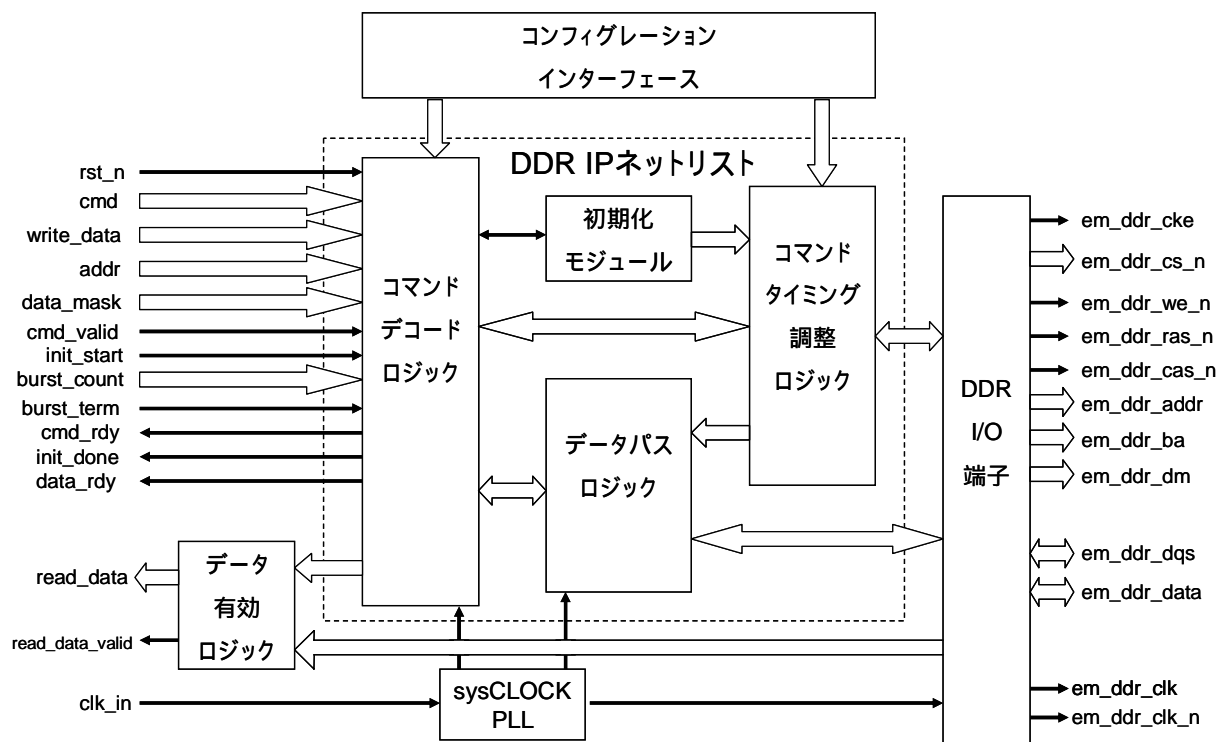 コンフィグレーション
インターフェース
DDR IPネットリスト
rst_n
cmd
write_data
addr
data_mask
cmd_valid
init_start
burst_count
burst_term
cmd_rdy
init_done
data_rdy
read_data
read_data_valid
clk_in
コマンド
デコード
ロジック
初期化
モジュール
コマンド
タイミング
調整
ロジック
データパス
ロジック
データ
有効
ロジック
sysCLOCK
PLL
DDR
I/O
端子
em_ddr_cke
em_ddr_cs_n
em_ddr_we_n
em_ddr_ras_n
em_ddr_cas_n
em_ddr_addr
em_ddr_ba
em_ddr_dm
em_ddr_dqs
em_ddr_data
em_ddr_clk
em_ddr_clk_n